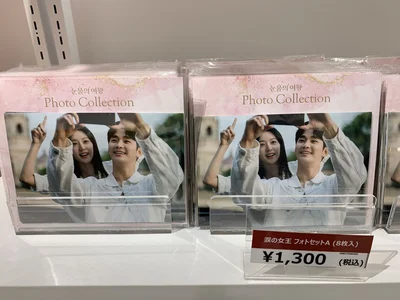 눈물의 여왕
Photo Collection
눈물의 여왕
Photo Collection
涙の女王 フォトセットA (8枚入)
¥1,300 (税込)